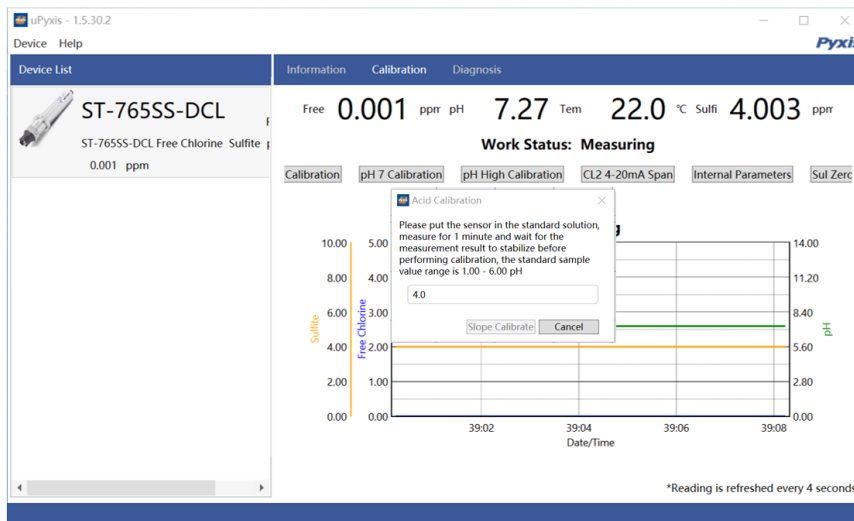 uPyxis - 1.5.30.2
Device Help
Pyxis
Device List
Information Calibration Diagnosis
ST-765SS-DCL
ST-765SS-DCL Free Chlorine Sulfite
0.001 ppm
Free 0.001 ppm pH 7.27 Tem 22.0 °C Sulfi 4.003 ppm
Work Status: Measuring
Calibration pH 7 Calibration pH High Calibration CL2 4-20mA Span Internal Parameters Sul Zero
Acid Calibration
Please put the sensor in the standard solution,
measure for 1 minute and wait for the
measurement result to stabilize before
performing calibration, the standard sample
value range is 1.00 - 6.00 pH
4.0
Slope Calibrate Cancel
10.00 5.00 14.00
8.00 4.00 11.20
6.00 3.00 8.40
4.00 2.00 5.60
2.00 1.00 2.80
0.00 0.00 0.00
Sulfite
Free Chlorine
pH
39:02 39:04 39:06 39:08
Date/Time
*Reading is refreshed every 4 seconds